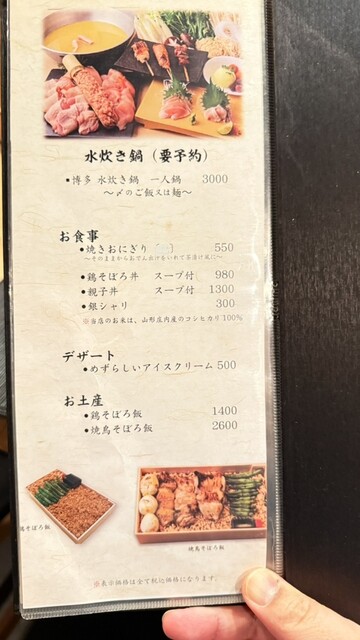 水炊き鍋（要予約）
●博多 水炊き鍋 一人鍋 3000
～〆のご飯又は麺～
お食事
●焼きおにぎり 550
●鶏そぼろ丼 スープ付 980
●親子丼 スープ付 1300
●銀シャリ 300
※当店のお米は、山形庄内産のコシヒカリ100%
デザート
●めずらしいアイスクリーム 500
お土産
●鶏そぼろ飯 1400
●焼鳥そぼろ飯 2600
鶏そぼろ飯
焼鳥そぼろ飯
※表示価格は全て税込価格になります。